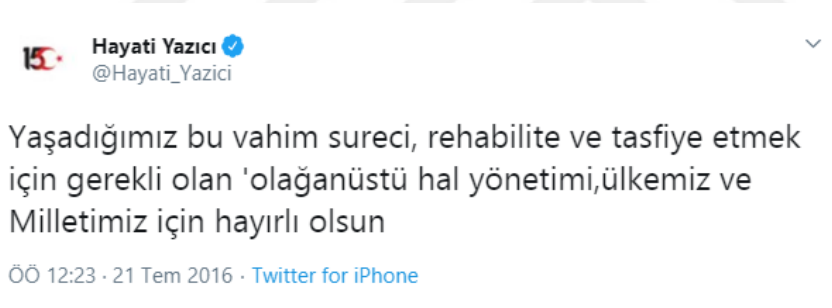 15
Hayati Yazıcı
@Hayati_Yazici
Yaşadığımız bu vahim sureci, rehabilite ve tasfiye etmek
için gerekli olan 'olağanüstü hal yönetimi,ülkemiz ve
Milletimiz için hayırlı olsun
ÖÖ 12:23 · 21 Tem 2016 · Twitter for iPhone